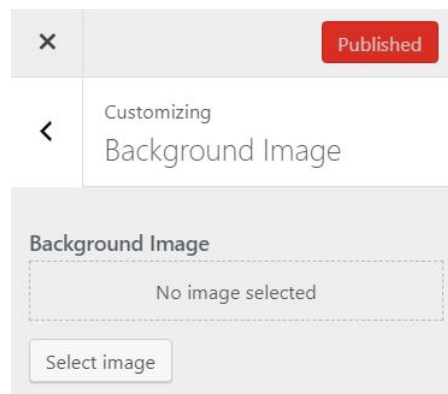 Published
Customizing
Background Image
Background Image
No image selected
Select image